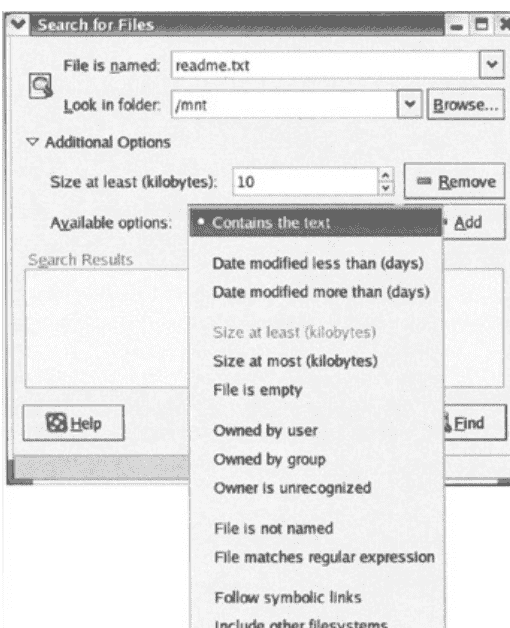 Search for Files
File is named: readme.txt
Look in folder: /mnt Browse...
Additional Options
Size at least (kilobytes): 10 Remove
Available options: Contains the text Add
Search Results
Date modified less than (days)
Date modified more than (days)
Size at least (kilobytes)
Size at most (kilobytes)
File is empty
Help Find
Owned by user
Owned by group
Owner is unrecognized
File is not named
File matches regular expression
Follow symbolic links
Include other filesystems